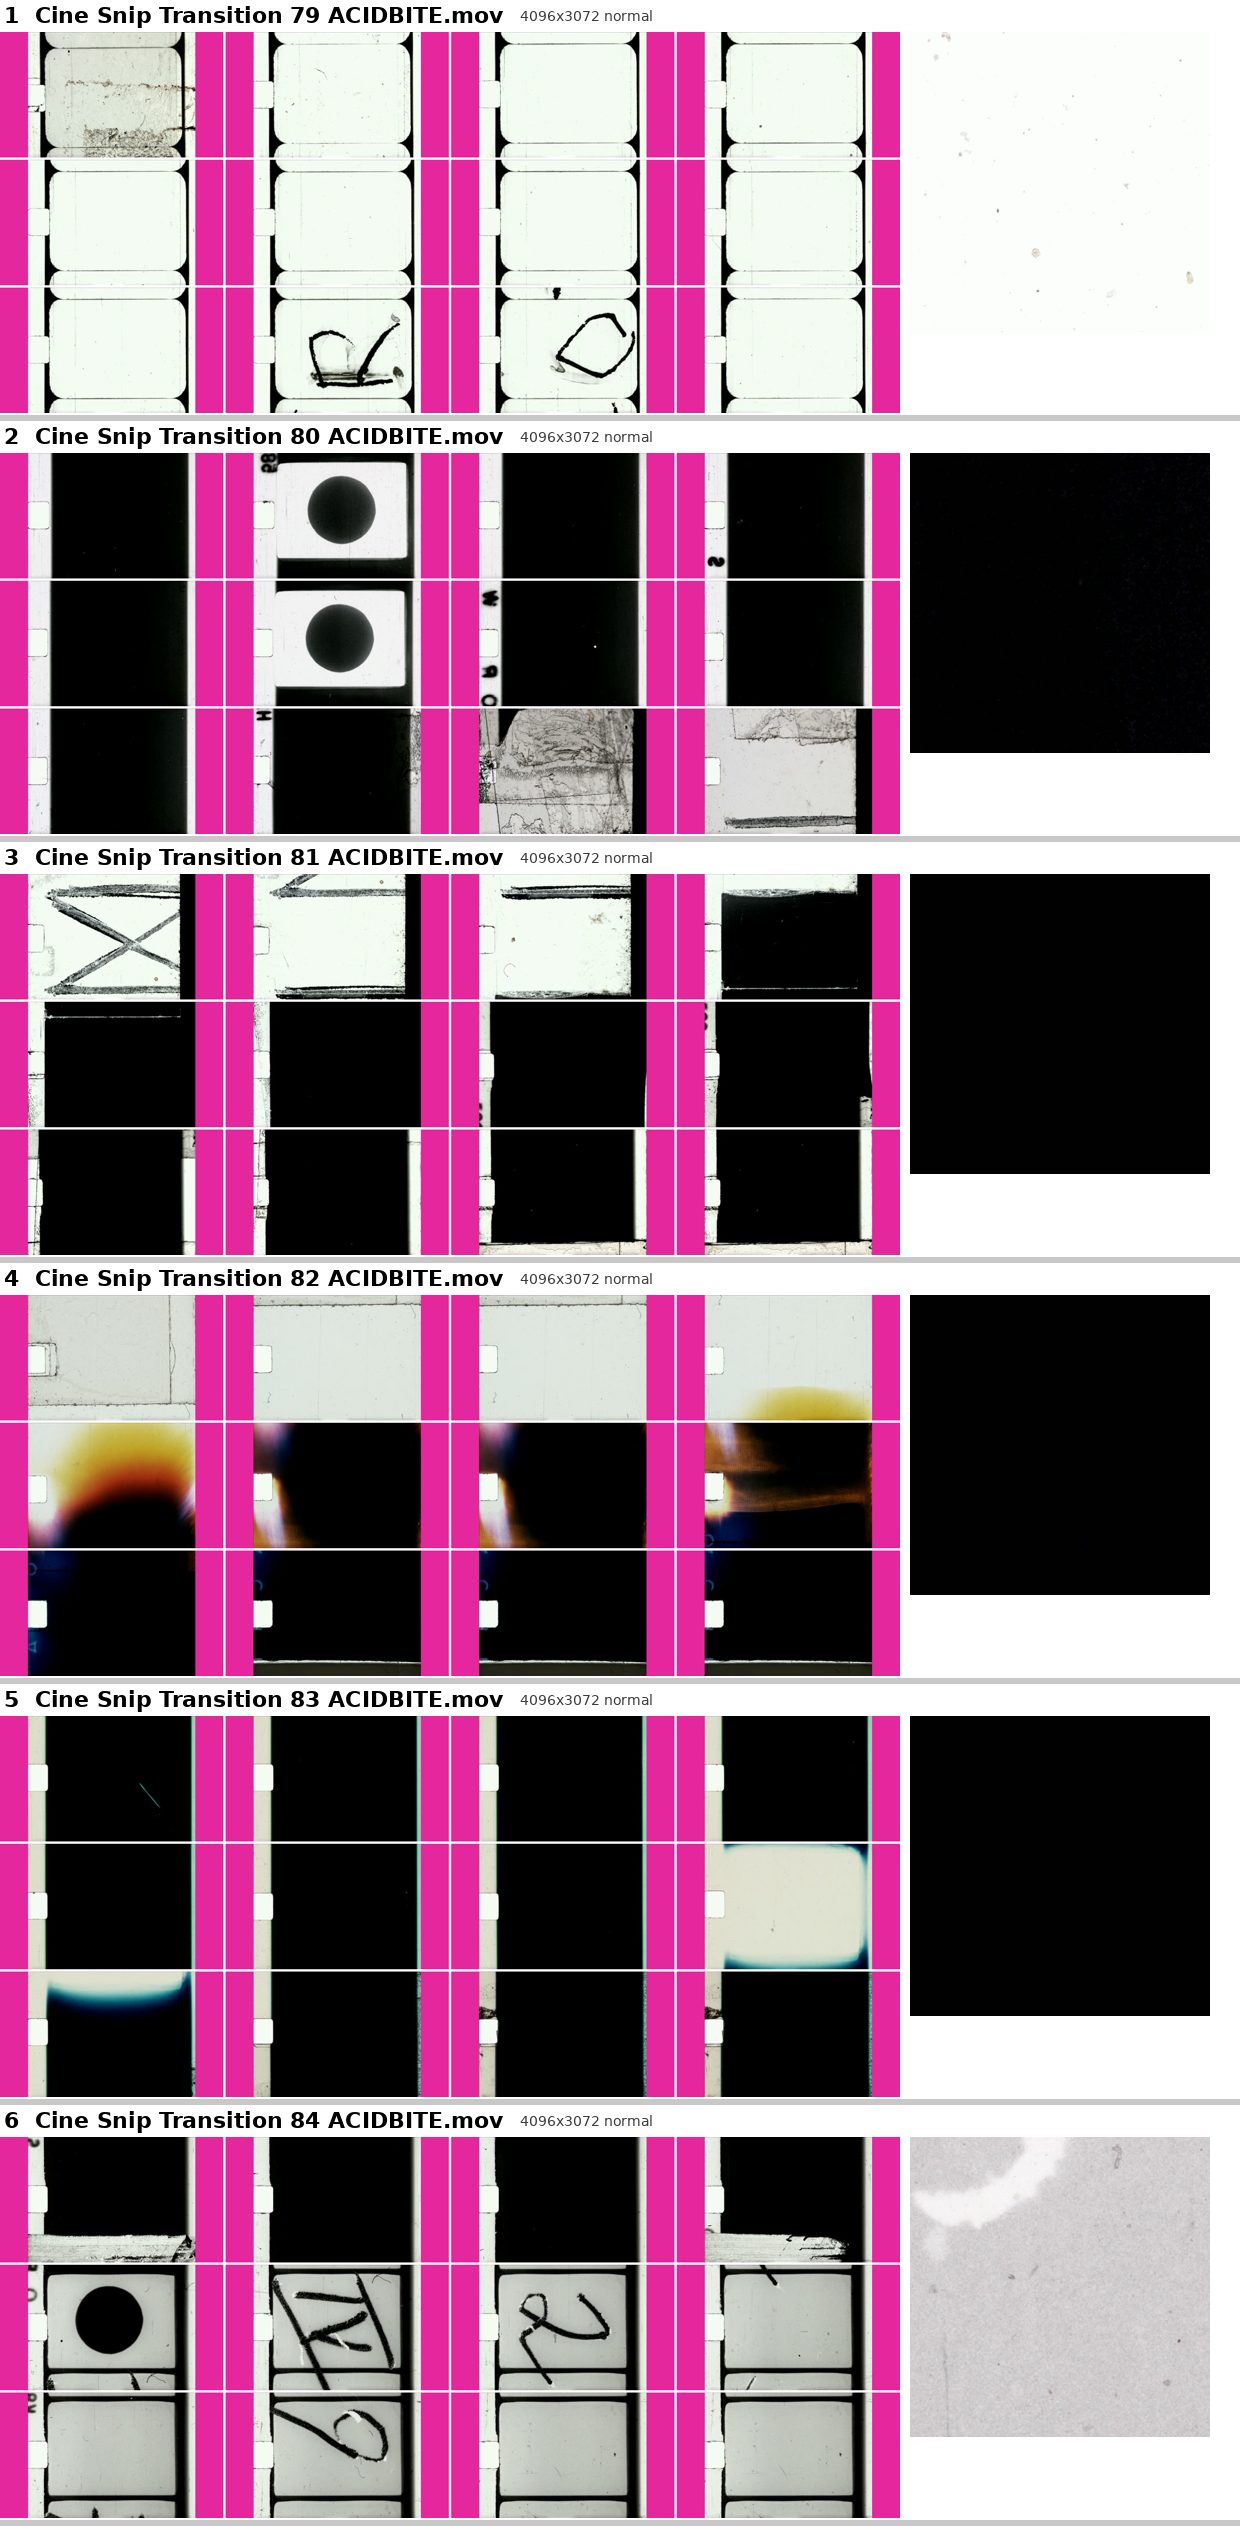 1 Cine Snip Transition 79 ACIDBITE.mov 4096x3072 normal
2 Cine Snip Transition 80 ACIDBITE.mov 4096x3072 normal
3 Cine Snip Transition 81 ACIDBITE.mov 4096x3072 normal
4 Cine Snip Transition 82 ACIDBITE.mov 4096x3072 normal
5 Cine Snip Transition 83 ACIDBITE.mov 4096x3072 normal
6 Cine Snip Transition 84 ACIDBITE.mov 4096x3072 normal